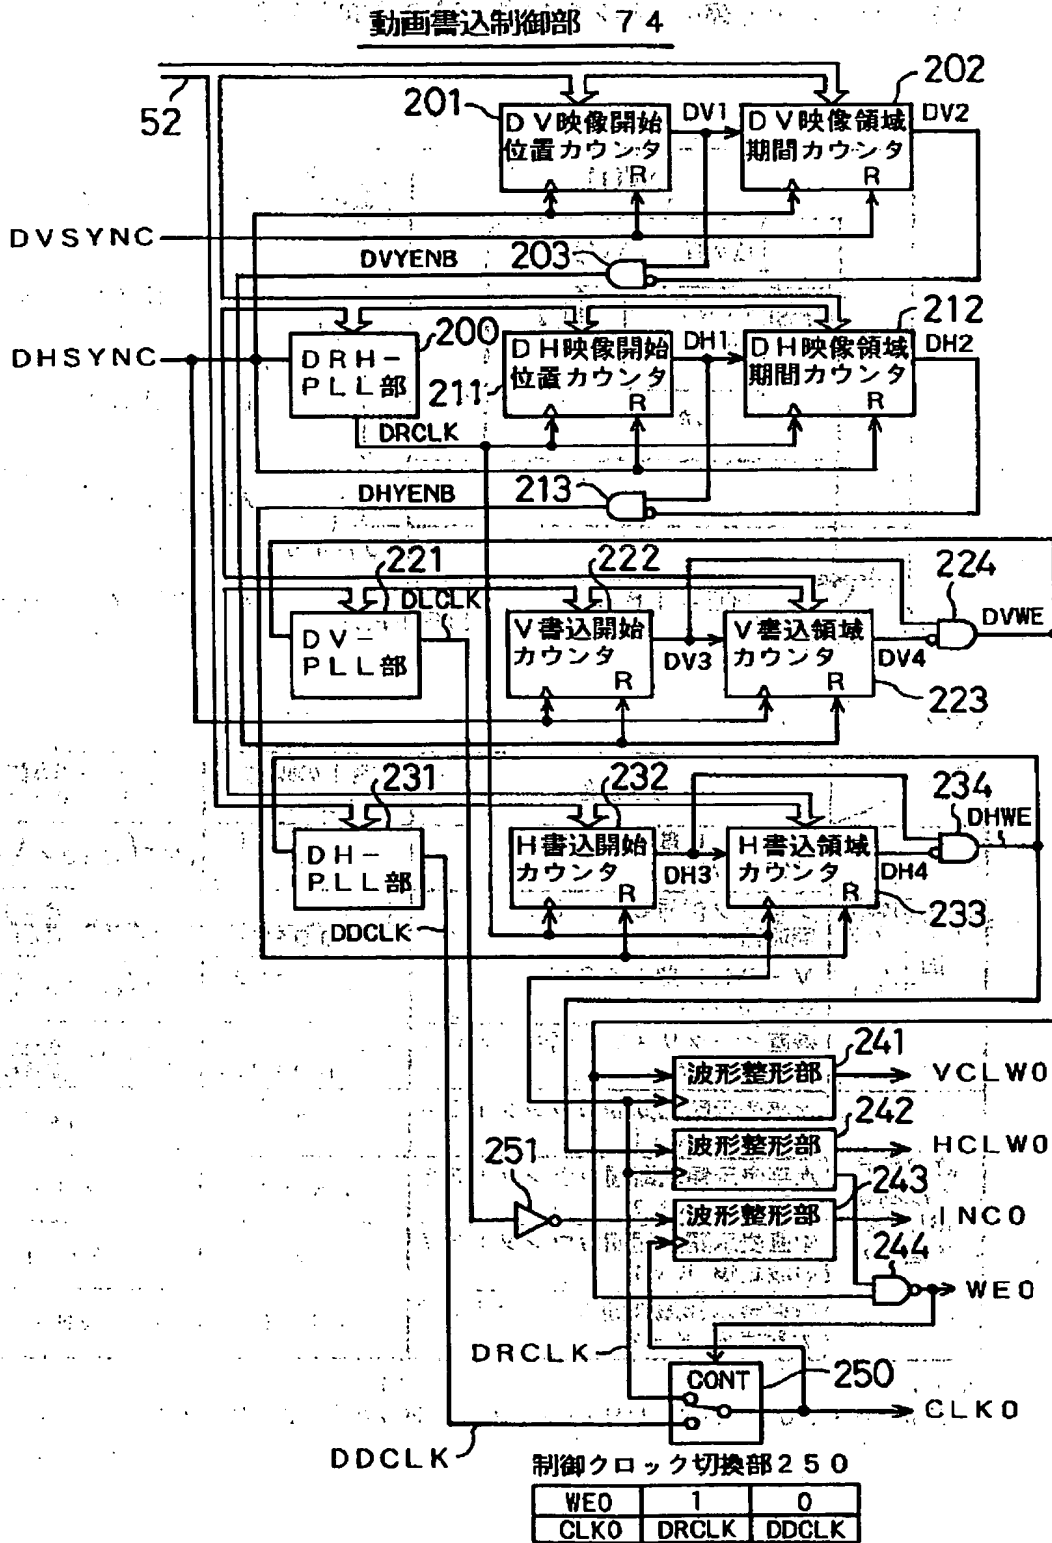 動画書込制御部 74
52
201
DV映像開始
位置カウンタ
R
DV1
202
DV映像領域
期間カウンタ
R
DV2
DVSYNC
DVYENB
203
DHSYNC
200
DRH-
PLL部
DRCLK
211
DH映像開始
位置カウンタ
R
DH1
212
DH映像領域
期間カウンタ
R
DH2
DHYENB
213
221
DLCLK
DV-
PLL部
222
V書込開始
カウンタ
R
DV3
V書込領域
カウンタ
R
DV4
223
224
DVWE
231
DH-
PLL部
DDCLK
232
H書込開始
カウンタ
R
DH3
H書込領域
カウンタ
R
DH4
233
234
DHWE
241
波形整形部
VCLW0
242
波形整形部
HCLW0
251
243
波形整形部
INC0
244
WE0
DRCLK
CONT
250
CLK0
DDCLK
制御クロック切換部250
WE0 1 0
CLK0 DRCLK DDCLK